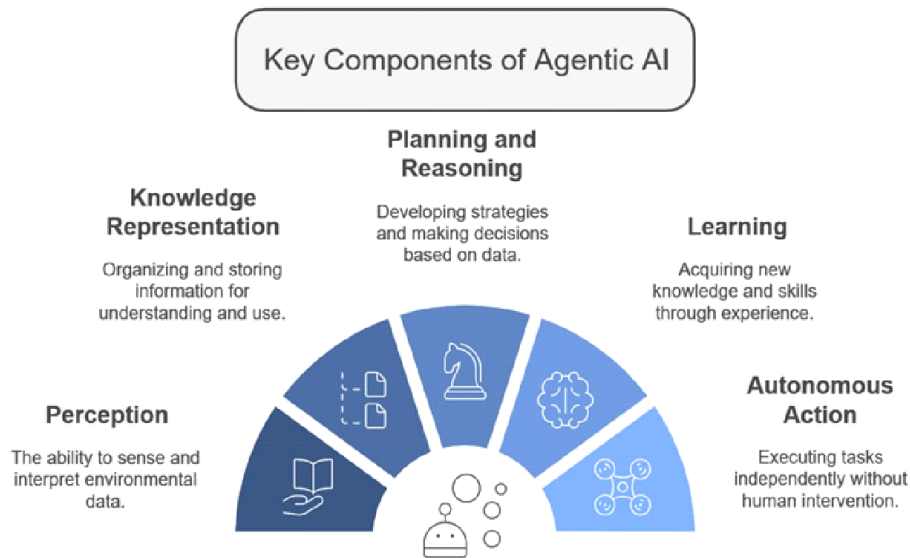 Key Components of Agentic AI
Planning and
Reasoning
Developing strategies
and making decisions
based on data.
Knowledge
Representation
Organizing and storing
information for
understanding and use.
Learning
Acquiring new
knowledge and skills
through experience.
Perception
The ability to sense and
interpret environmental
data.
Autonomous
Action
Executing tasks
independently without
human intervention.